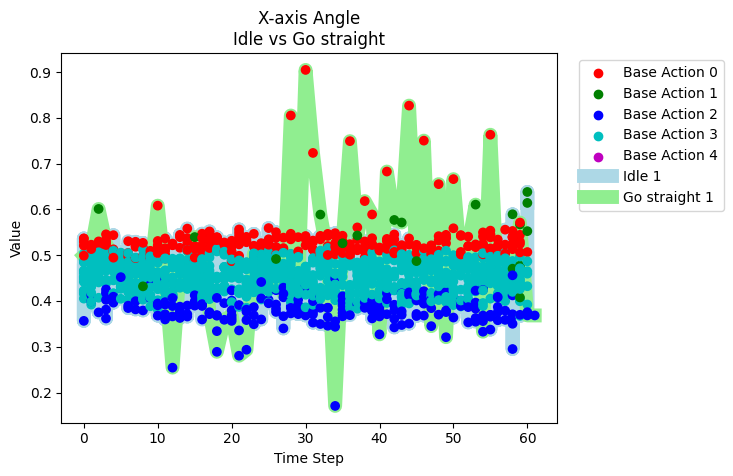 X-axis Angle
Idle vs Go straight
0.9
0.8
0.7
0.6
0.5
0.4
0.3
0.2
Value
0 10 20 30 40 50 60
Time Step
Base Action 0
Base Action 1
Base Action 2
Base Action 3
Base Action 4
Idle 1
Go straight 1